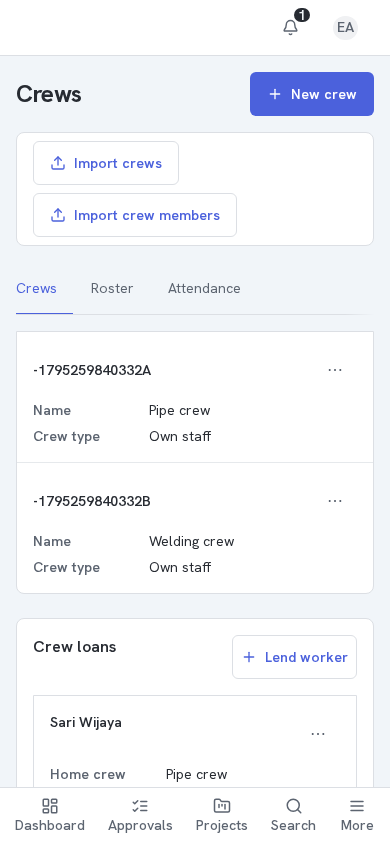 1
EA
Crews
New crew
Import crews
Import crew members
Crews Roster Attendance
-1795259840332A
Name Pipe crew
Crew type Own staff
-1795259840332B
Name Welding crew
Crew type Own staff
Crew loans
Lend worker
Sari Wijaya
Home crew Pipe crew
Dashboard Approvals Projects Search More